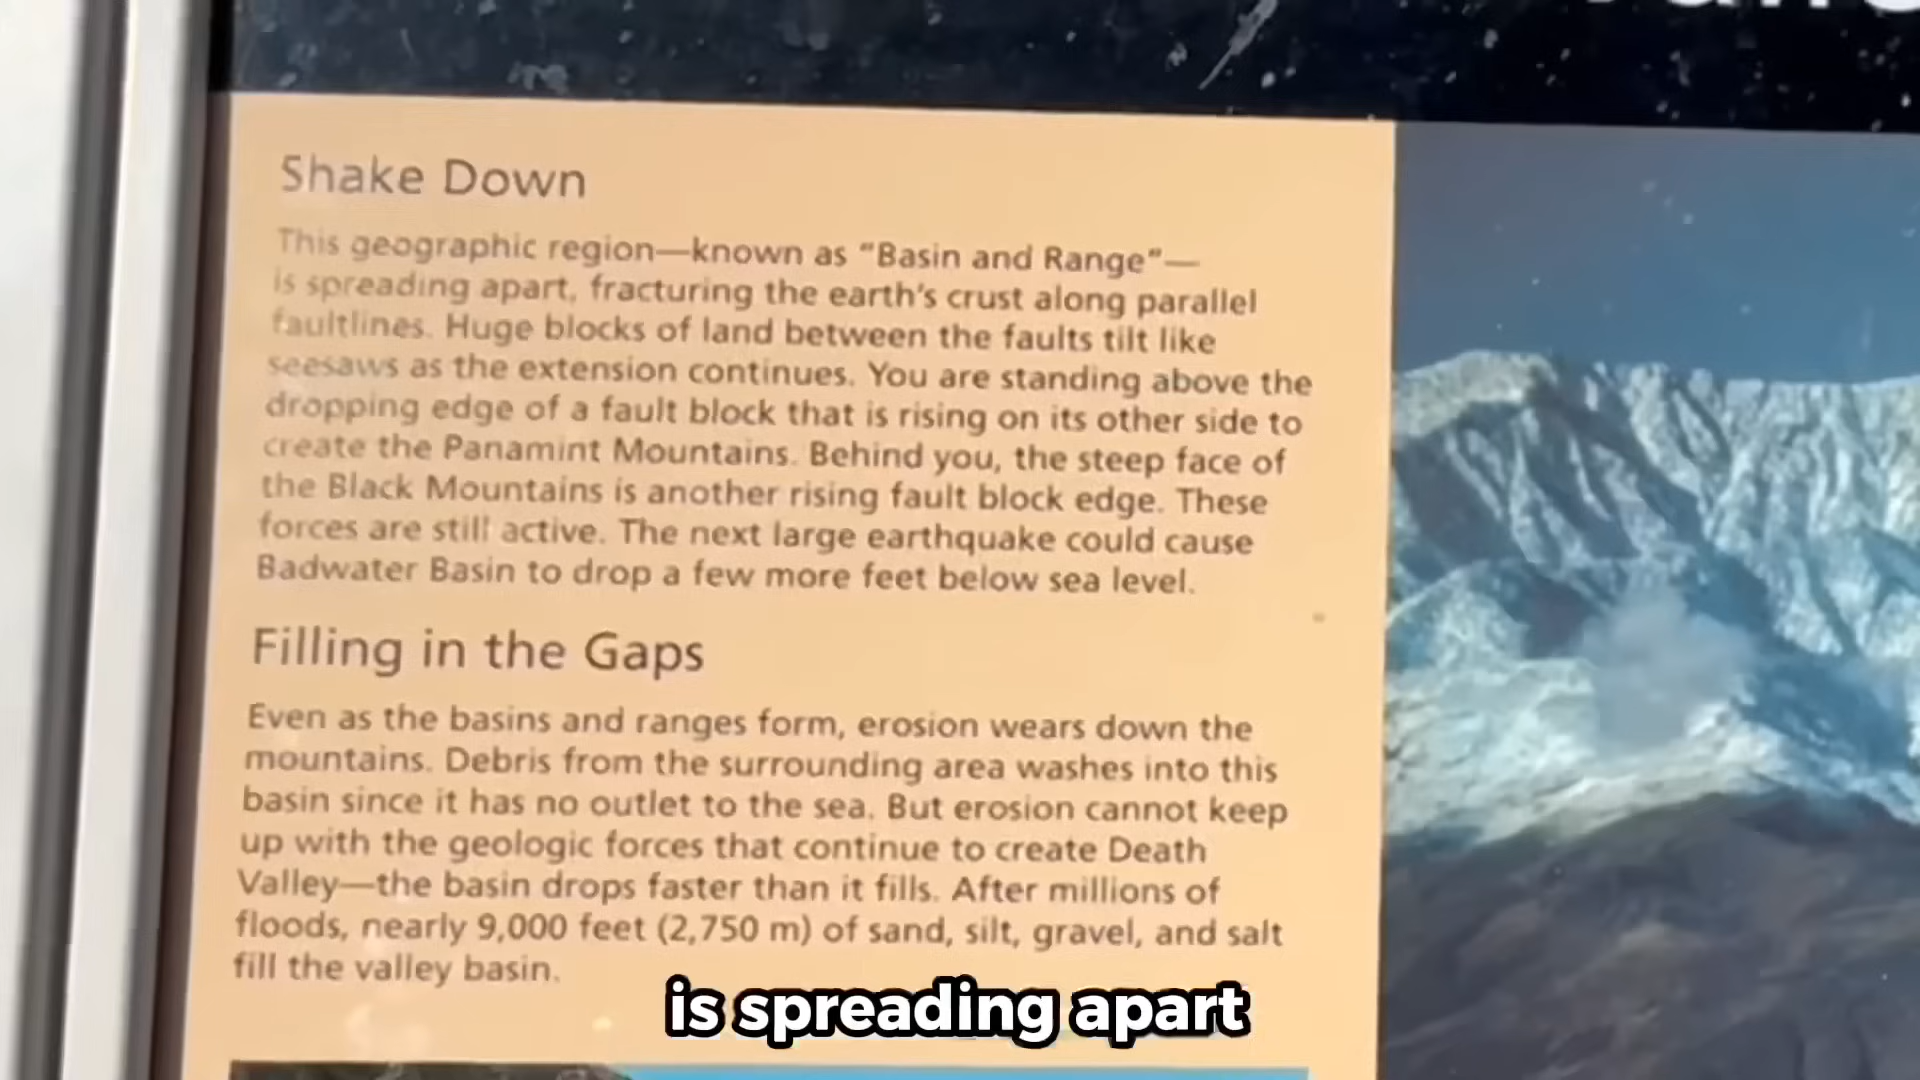 Shake Down
This geographic region—known as "Basin and Range"—
is spreading apart, fracturing the earth's crust along parallel
faultlines. Huge blocks of land between the faults tilt like
seesaws as the extension continues. You are standing above the
dropping edge of a fault block that is rising on its other side to
create the Panamint Mountains. Behind you, the steep face of
the Black Mountains is another rising fault block edge. These
forces are still active. The next large earthquake could cause
Badwater Basin to drop a few more feet below sea level.
Filling in the Gaps
Even as the basins and ranges form, erosion wears down the
mountains. Debris from the surrounding area washes into this
basin since it has no outlet to the sea. But erosion cannot keep
up with the geologic forces that continue to create Death
Valley—the basin drops faster than it fills. After millions of
floods, nearly 9,000 feet (2,750 m) of sand, silt, gravel, and salt
fill the valley basin.
is spreading apart